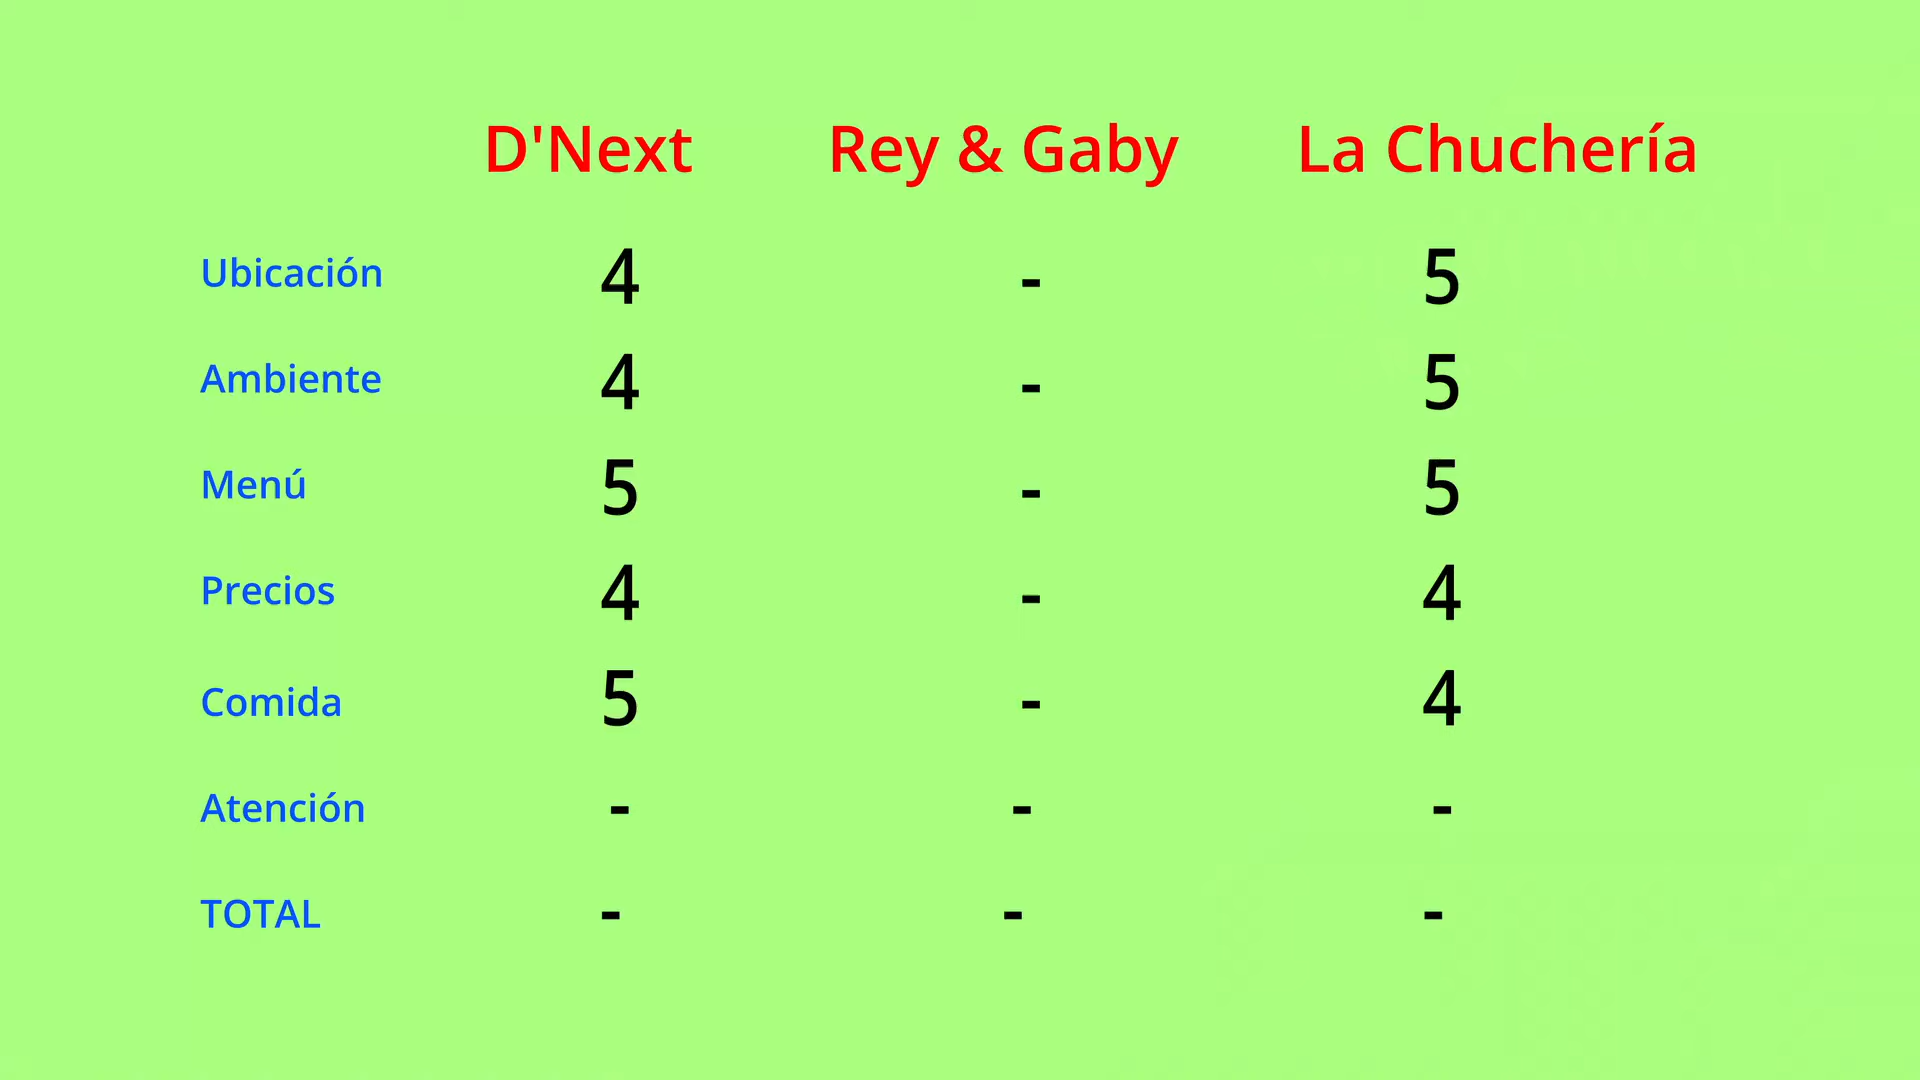 D'Next Rey & Gaby La Chuchería
Ubicación 4 - 5
Ambiente 4 - 5
Menú 5 - 5
Precios 4 - 4
Comida 5 - 4
Atención - - -
TOTAL - - -